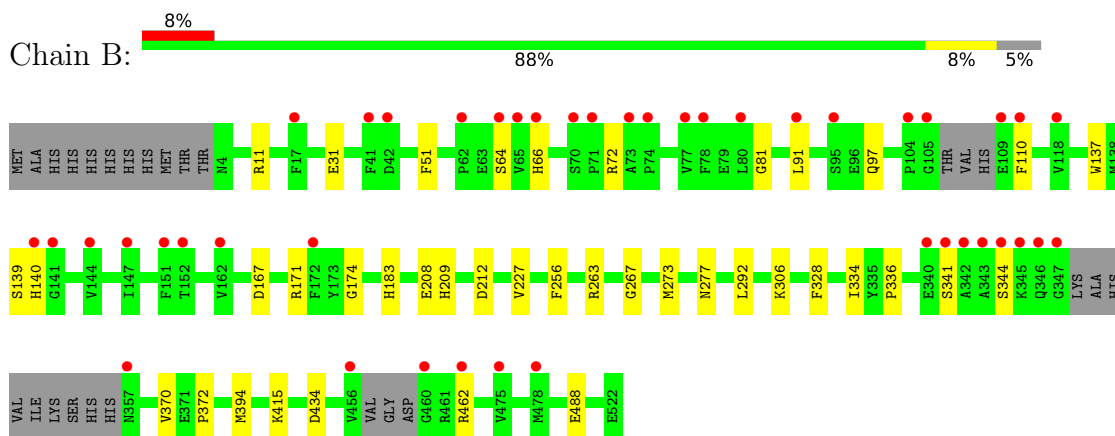 8%
Chain B:
88% 8% 5%
MET ALA HIS HIS HIS HIS HIS HIS MET THR THR N4 R11 F17 E31 F41 D42 F51 P62 E63 S64 V65 H66 S70 P71 R72 A73 P74 V77 F78 E79 L80 G81 L91 S95 E96 Q97 P104 G105 THR VAL HIS E109 F110 V118 W137 M138
S139 H140 G141 V144 I147 F151 T152 V162 D167 R171 F172 Y173 G174 H183 E208 H209 D212 V227 F256 R263 G267 M273 N277 L292 K306 F328 I334 Y335 P336 E340 S341 A342 A343 S344 K345 Q346 G347 LYS ALA HIS
VAL ILE LYS SER HIS HIS N357 V370 E371 P372 M394 K415 D434 V456 VAL GLY ASP G460 R461 R462 V475 M478 E488 E522